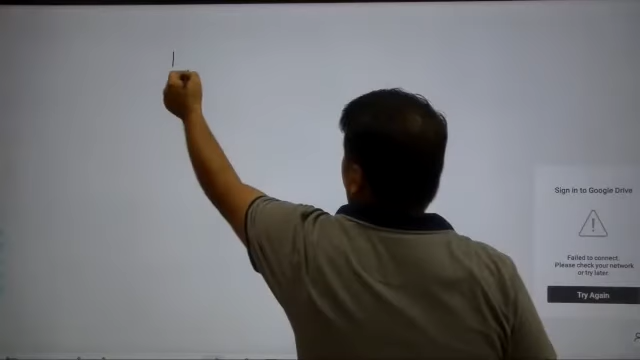 Sign in to Google Drive
Failed to connect.
Please check your network
or try later.
Try Again